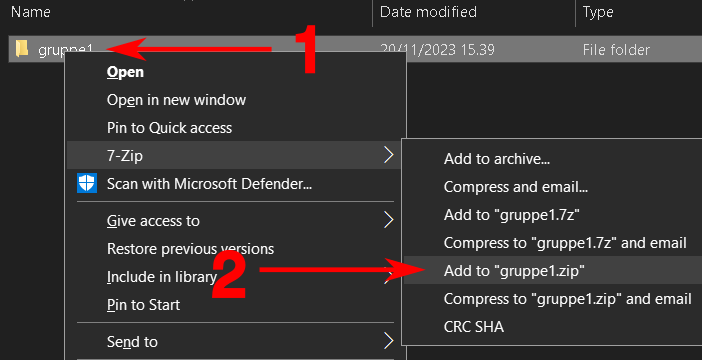 Name Date modified Type
gruppe1 20/11/2023 15.39 File folder
1
Open
Open in new window
Pin to Quick access
7-Zip
Scan with Microsoft Defender...
Give access to
Restore previous versions
Include in library
Pin to Start
Send to
Add to archive...
Compress and email...
Add to "gruppe1.7z"
Compress to "gruppe1.7z" and email
2
Add to "gruppe1.zip"
Compress to "gruppe1.zip" and email
CRC SHA